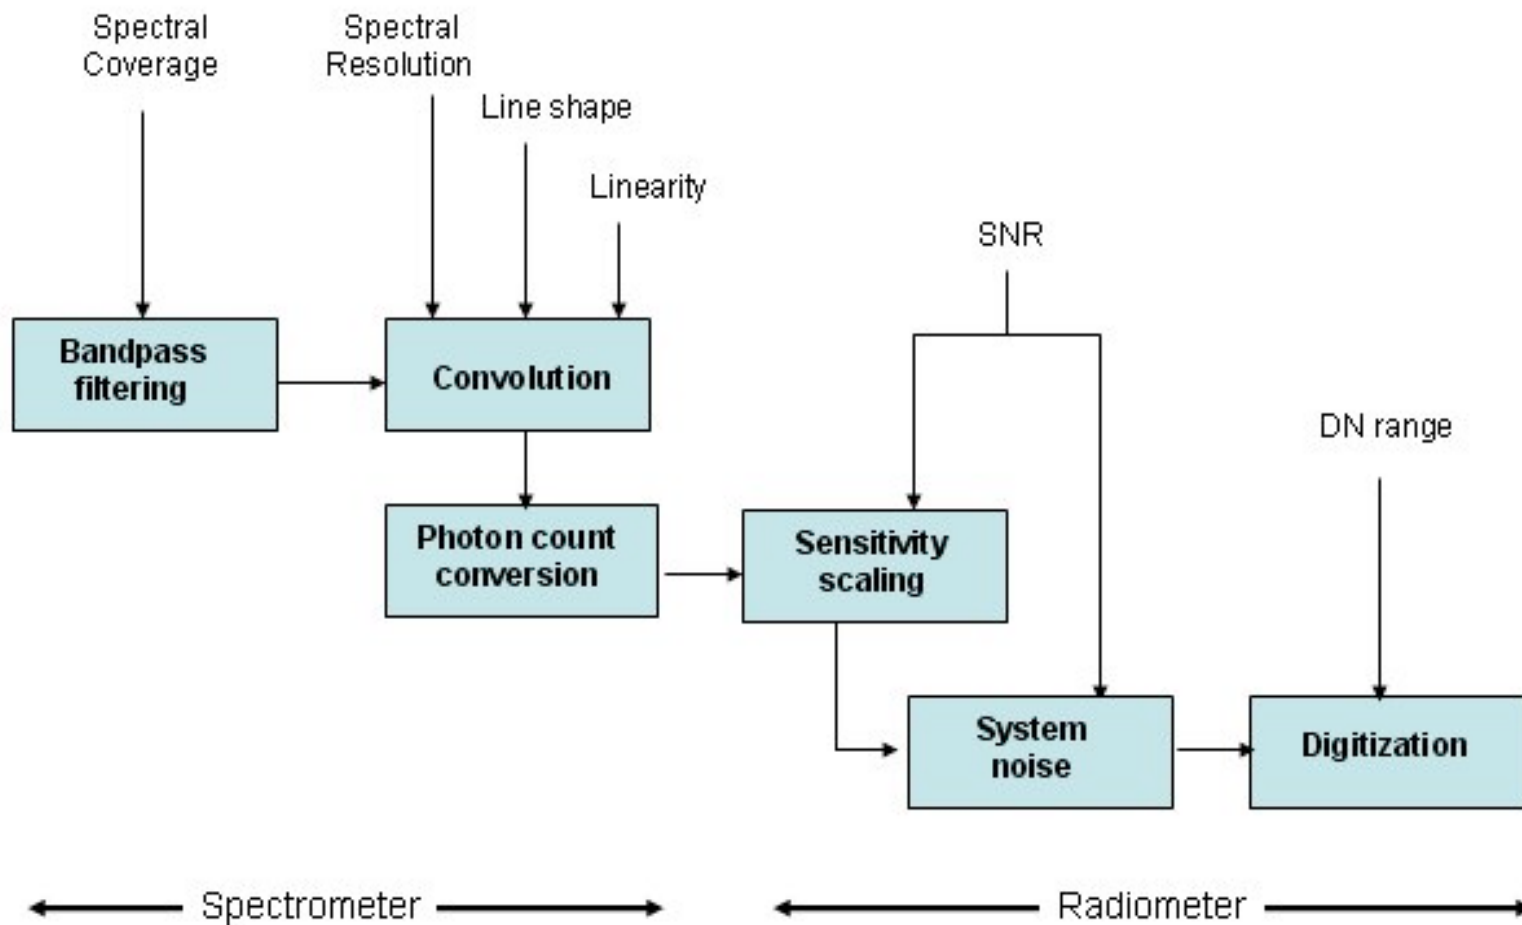 Spectral
Coverage
Spectral
Resolution
Line shape
Linearity
SNR
Bandpass
filtering
Convolution
DN range
Photon count
conversion
Sensitivity
scaling
System
noise
Digitization
Spectrometer
Radiometer